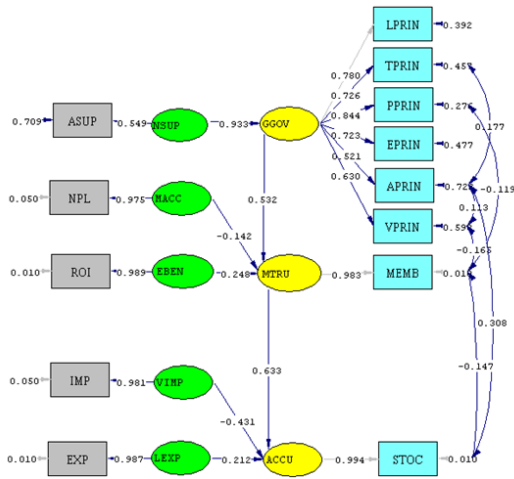 LPRIN 0.392
0.780 TPRIN 0.457
0.726
0.844 PPRIN 0.276
0.709 ASUP 0.549 NSUP 0.933 GGOV 0.177
0.723 EPRIN 0.477
0.521
0.630 APRIN 0.72 -0.119
0.050 NPL 0.975 MACC 0.532 0.113
VPRIN 0.59
-0.142 -0.165
0.010 ROI 0.989 EBEN 0.248 MTRU 0.983 MEMB 0.01
0.308
0.633 -0.147
0.050 IMP 0.981 VIMP
-0.431
0.010 EXP 0.987 LEXP 0.212 ACCU 0.994 STOC 0.010